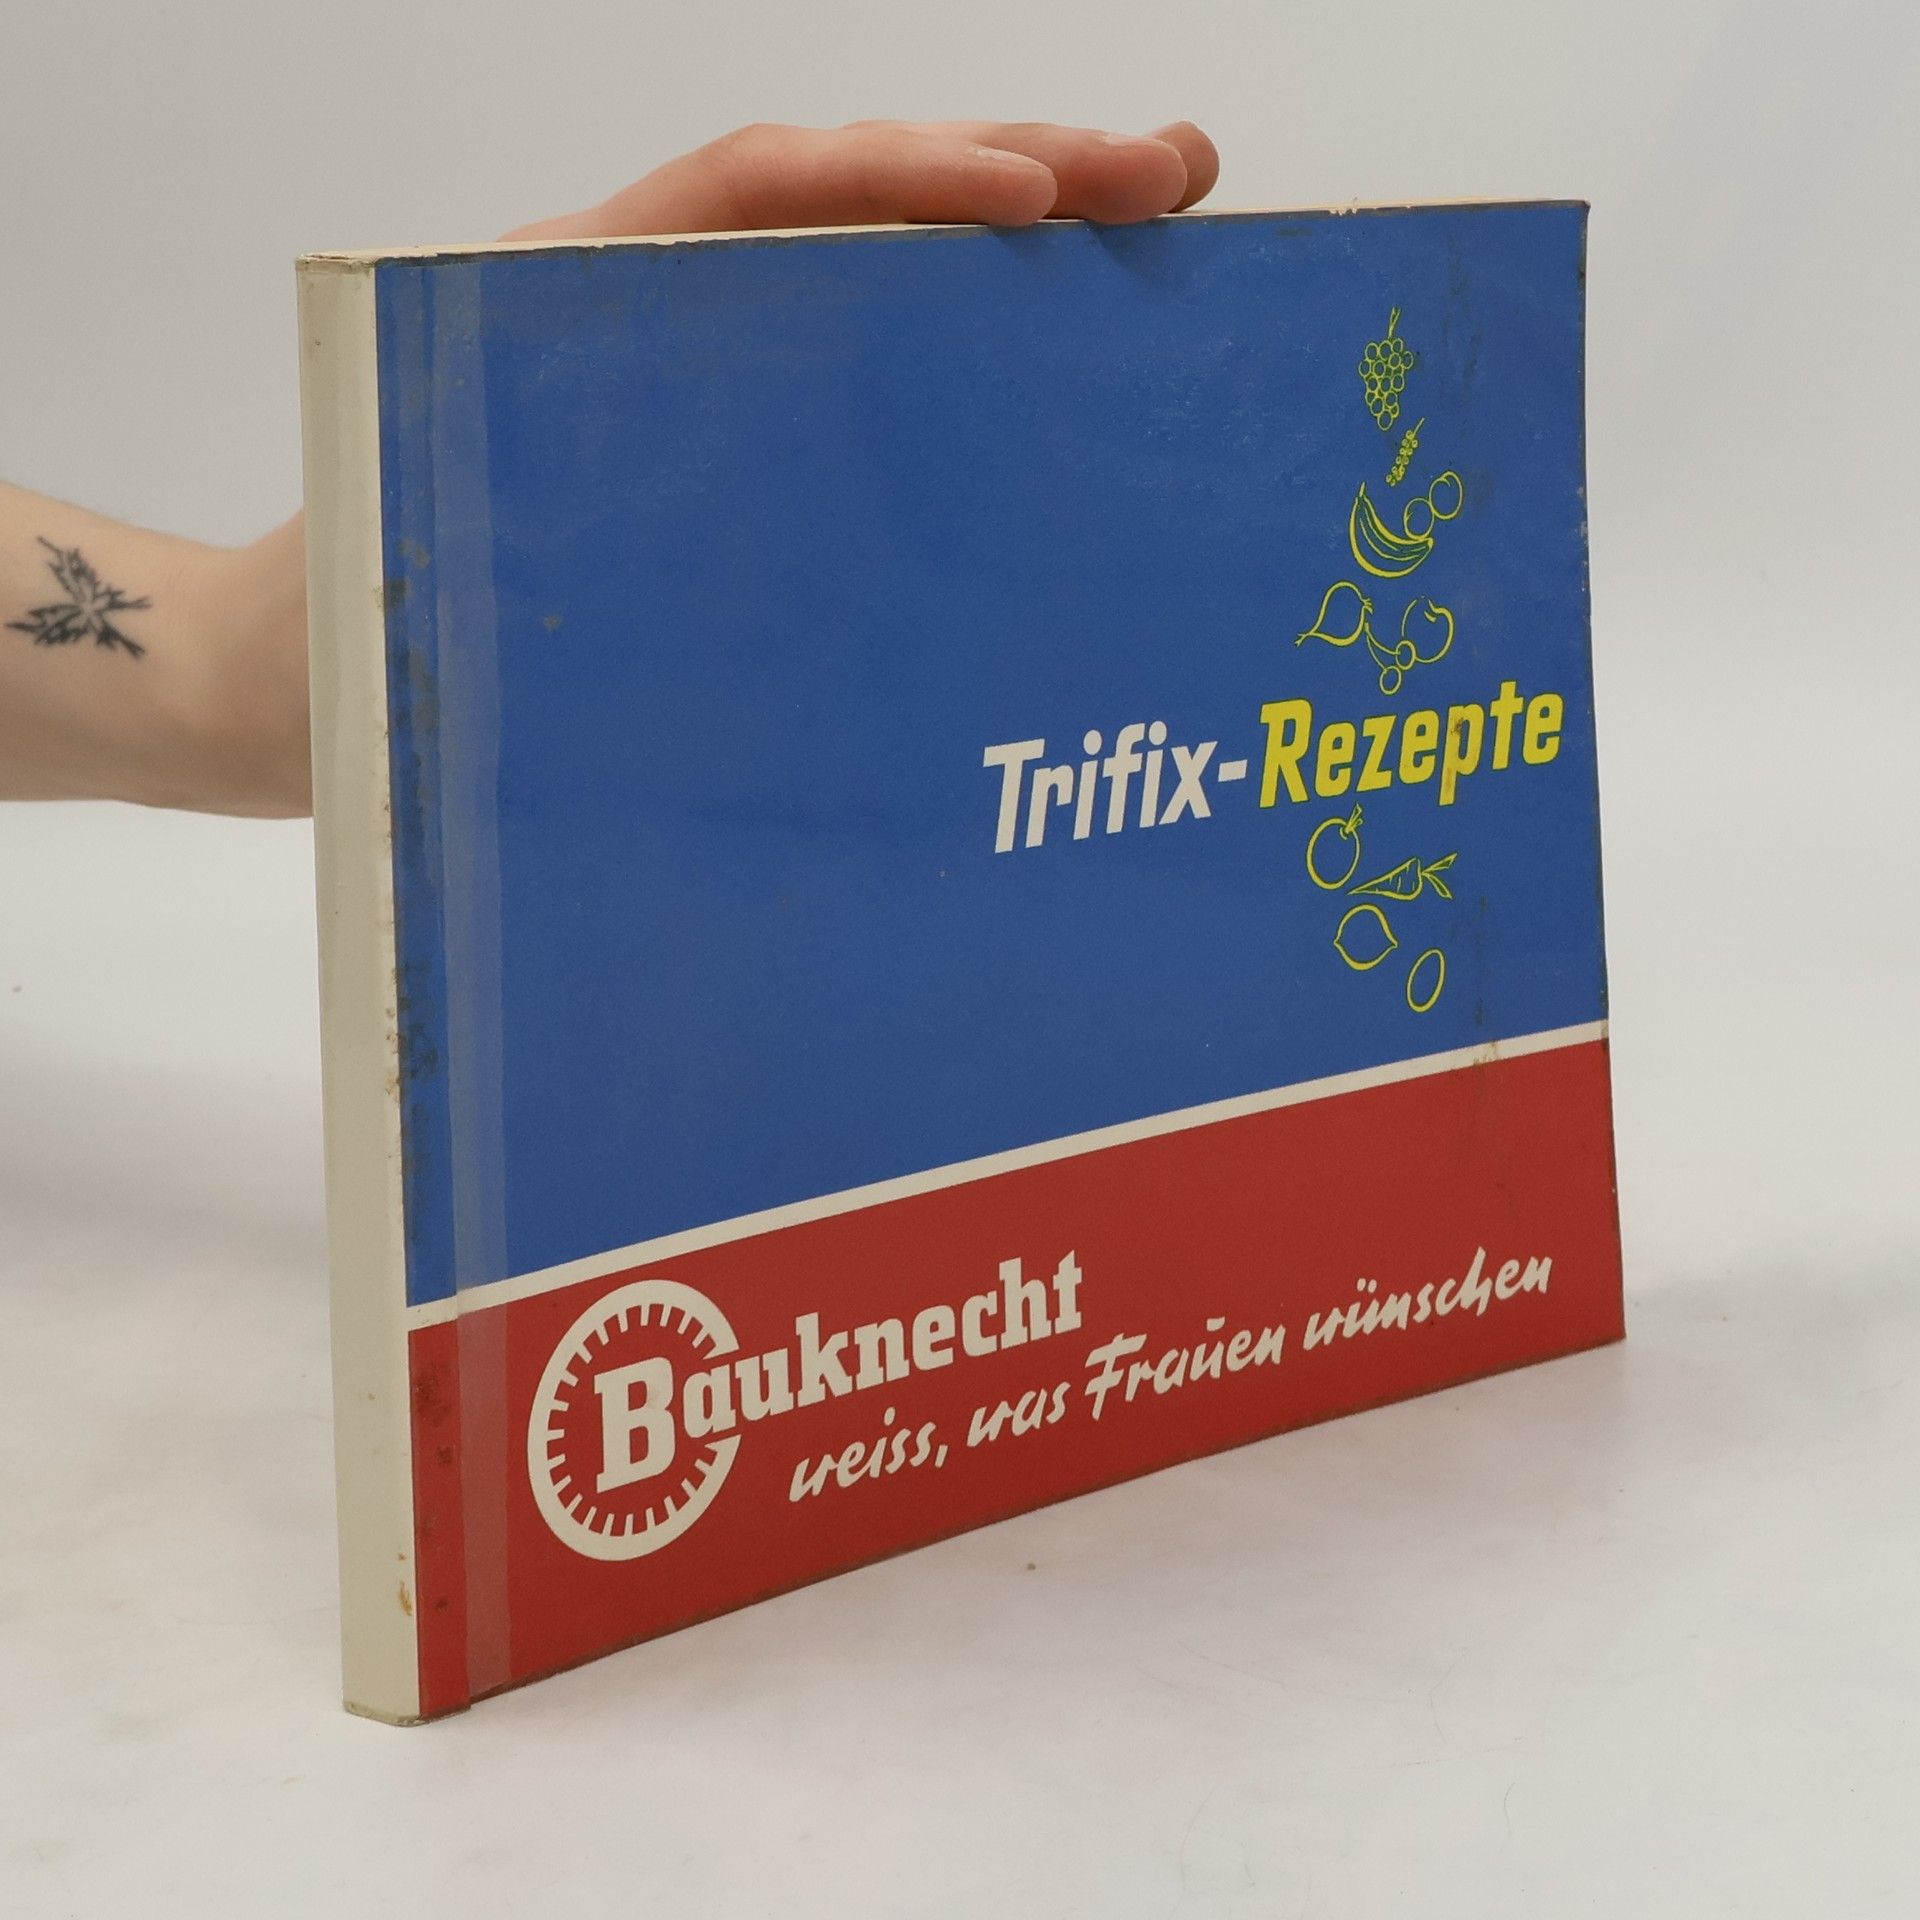 Trifix-Rezepte
Bauknecht
weiss, was Frauen wünschen